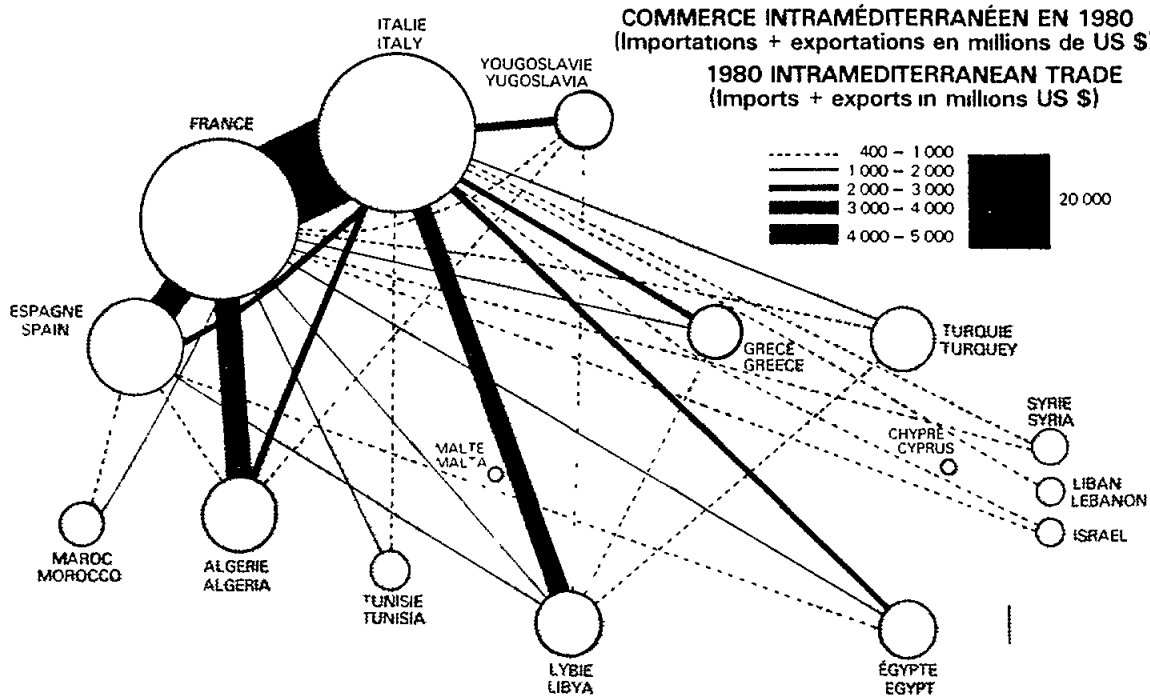 COMMERCE INTRAMÉDITERRANÉEN EN 1980
(Importations + exportations en millions de US $)
1980 INTRAMEDITERRANEAN TRADE
(Imports + exports in millions US $)
400 – 1 000
1 000 – 2 000
2 000 – 3 000
3 000 – 4 000
4 000 – 5 000
20 000
ITALIE
ITALY
YOUGOSLAVIE
YUGOSLAVIA
FRANCE
ESPAGNE
SPAIN
GRECE
GREECE
TURQUIE
TURQUEY
SYRIE
SYRIA
CHYPRE
CYPRUS
LIBAN
LEBANON
ISRAEL
MALTE
MALTA
MAROC
MOROCCO
ALGERIE
ALGERIA
TUNISIE
TUNISIA
LYBIE
LIBYA
ÉGYPTE
EGYPT